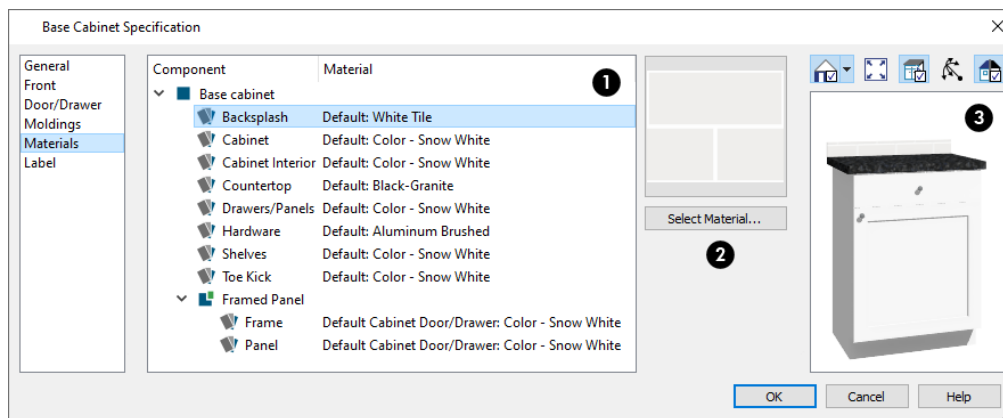 Base Cabinet Specification
General
Front
Door/Drawer
Moldings
Materials
Label
Component Material
1
Base cabinet
Backsplash Default: White Tile
Cabinet Default: Color - Snow White
Cabinet Interior Default: Color - Snow White
Countertop Default: Black-Granite
Drawers/Panels Default: Color - Snow White
Hardware Default: Aluminum Brushed
Shelves Default: Color - Snow White
Toe Kick Default: Color - Snow White
Framed Panel
Frame Default Cabinet Door/Drawer: Color - Snow White
Panel Default Cabinet Door/Drawer: Color - Snow White
Select Material...
2
3
OK Cancel Help